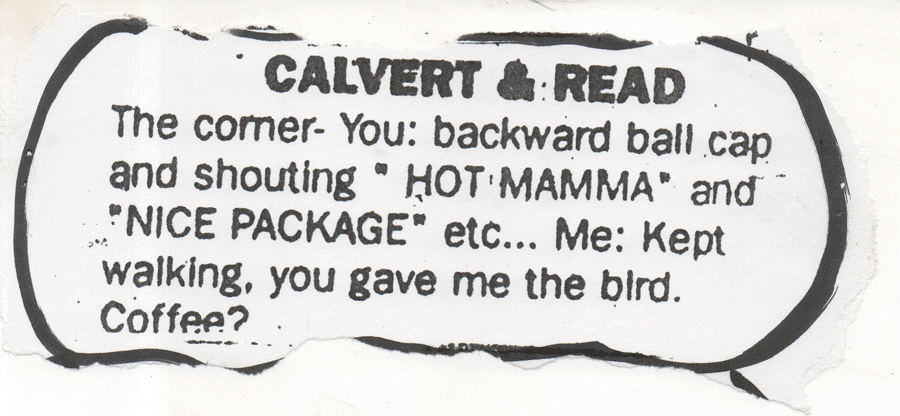 CALVERT & READ
The corner- You: backward ball cap
and shouting " HOT MAMMA" and
"NICE PACKAGE" etc... Me: Kept
walking, you gave me the bird.
Coffee?